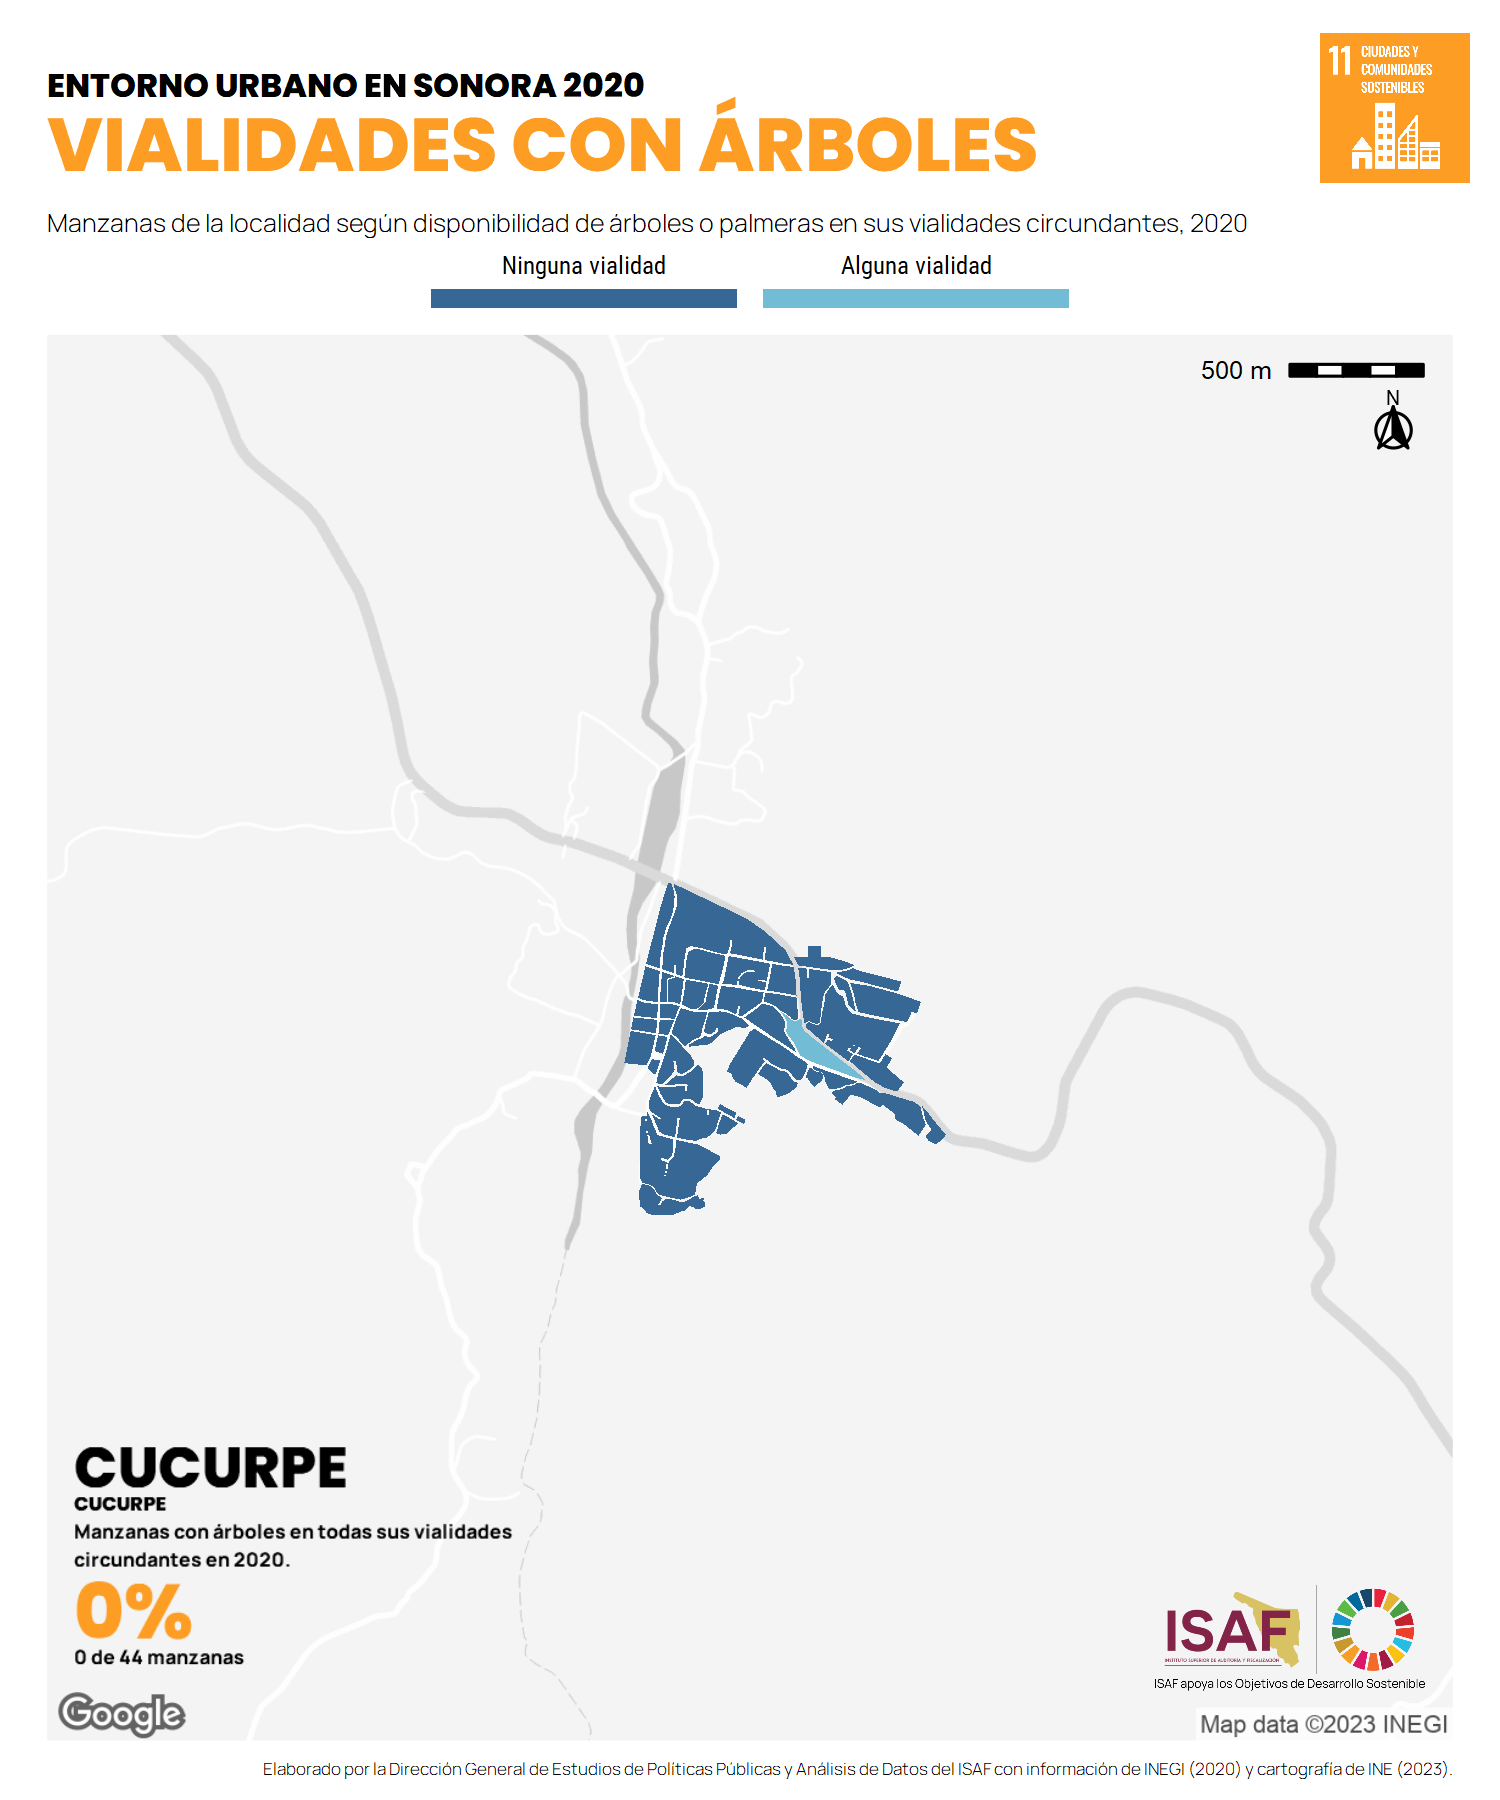 11 CIUDADES Y
COMUNIDADES
SOSTENIBLES
ENTORNO URBANO EN SONORA 2020
VIALIDADES CON ÁRBOLES
Manzanas de la localidad según disponibilidad de árboles o palmeras en sus vialidades circundantes, 2020
Ninguna vialidad
Alguna vialidad
500 m
N
CUCURPE
CUCURPE
Manzanas con árboles en todas sus vialidades
circundantes en 2020.
0%
0 de 44 manzanas
ISAF
INSTITUTO SUPERIOR DE AUDITORÍA Y FISCALIZACIÓN
ISAF apoya los Objetivos de Desarrollo Sostenible
Google
Map data ©2023 INEGI
Elaborado por la Dirección General de Estudios de Políticas Públicas y Análisis de Datos del ISAF con información de INEGI (2020) y cartografía de INE (2023).